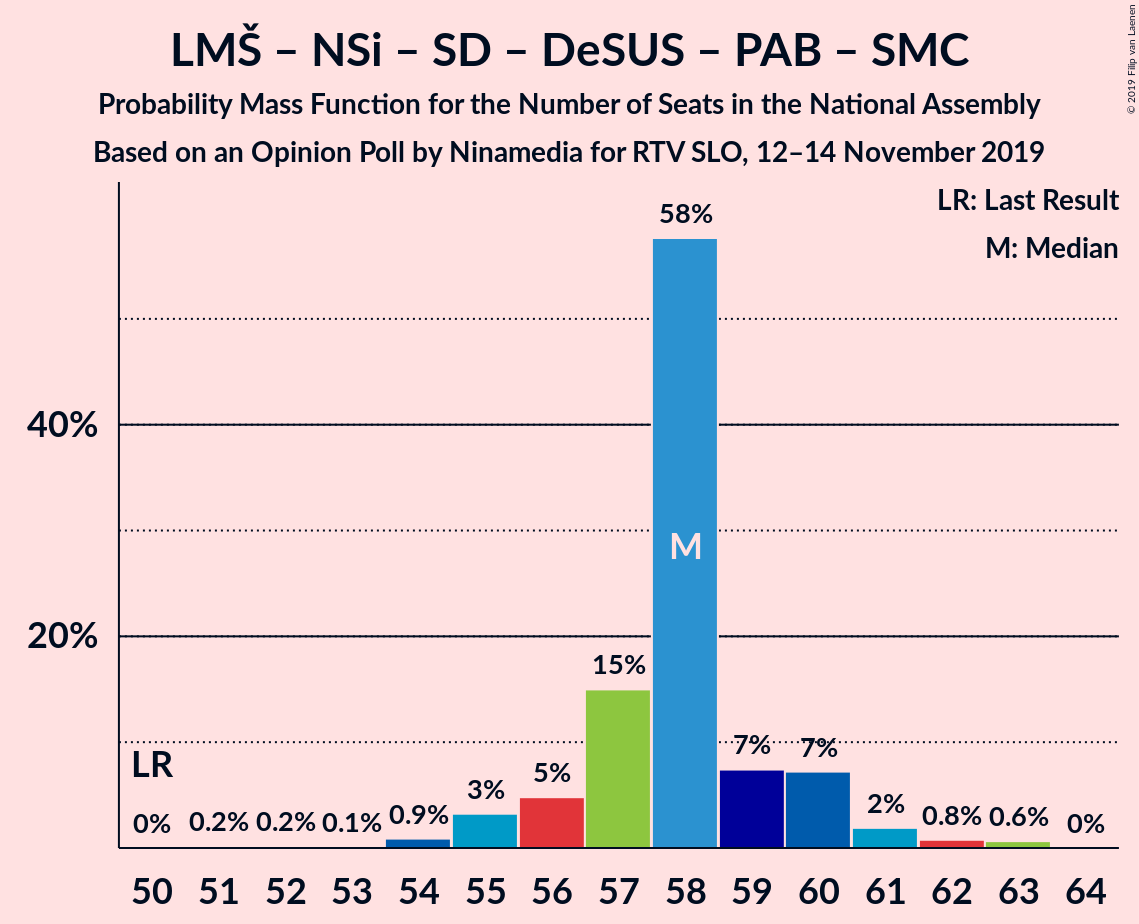 LMŠ – NSi – SD – DeSUS – PAB – SMC
Probability Mass Function for the Number of Seats in the National Assembly
Based on an Opinion Poll by Ninamedia for RTV SLO, 12–14 November 2019
© 2019 Filip van Laenen
LR: Last Result
M: Median
58%
40%
M
20%
15%
LR
7%
7%
5%
3%
2%
0%
0.2%
0.2%
0.1%
0.9%
0.8%
0.6%
0%
50 51 52 53 54 55 56 57 58 59 60 61 62 63 64